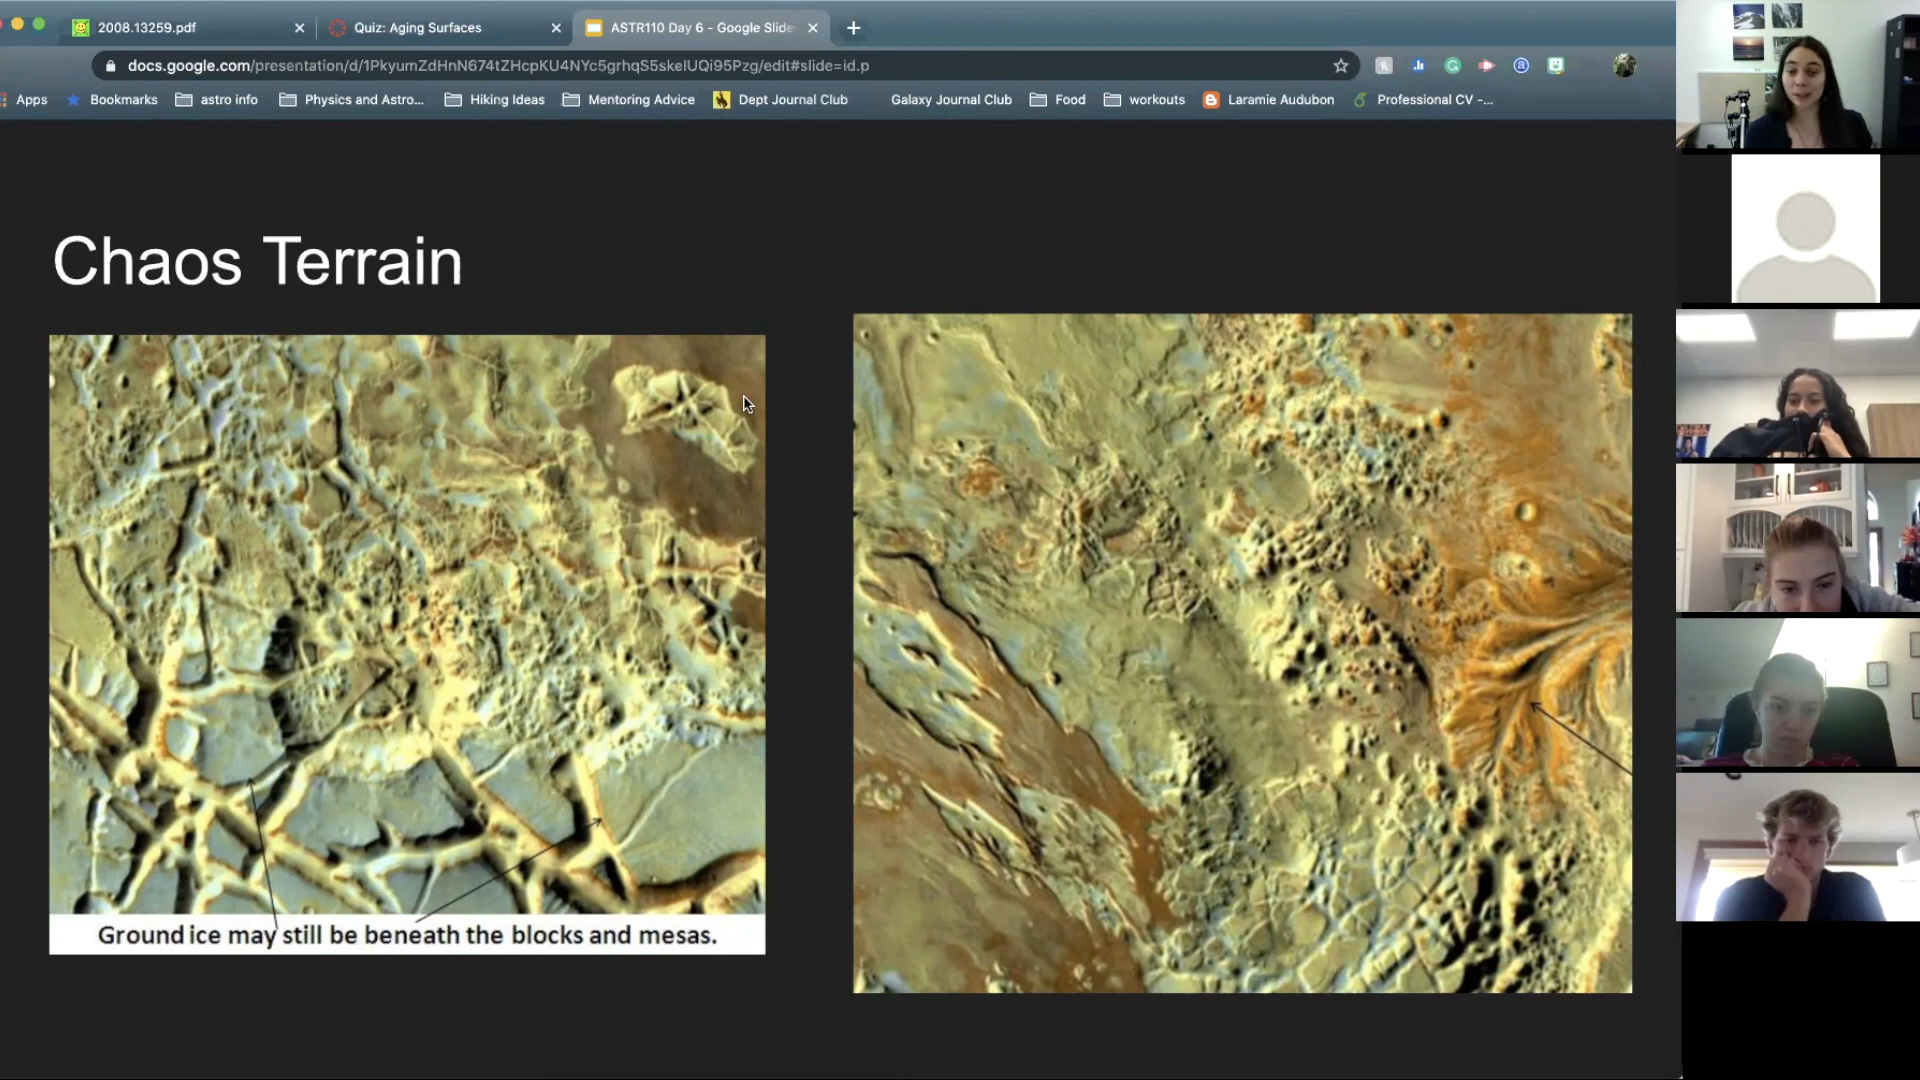 2008.13259.pdf
Quiz: Aging Surfaces
ASTR110 Day 6 - Google Slide
docs.google.com/presentation/d/1PkyumZdHnN674tZHcpKU4NYc5grhqS5skeIUQi95Pzg/edit#slide=id.p
Apps Bookmarks astro info Physics and Astro... Hiking Ideas Mentoring Advice Dept Journal Club Galaxy Journal Club Food workouts Laramie Audubon Professional CV -...
Chaos Terrain
Ground ice may still be beneath the blocks and mesas.